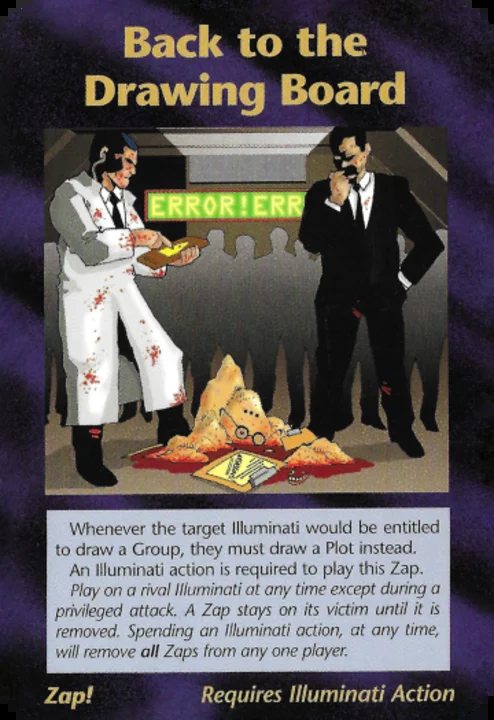 Back to the
Drawing Board
ERROR!ERR
Whenever the target Illuminati would be entitled
to draw a Group, they must draw a Plot instead.
An Illuminati action is required to play this Zap.
Play on a rival Illuminati at any time except during a
privileged attack. A Zap stays on its victim until it is
removed. Spending an Illuminati action, at any time,
will remove all Zaps from any one player.
Zap! Requires Illuminati Action